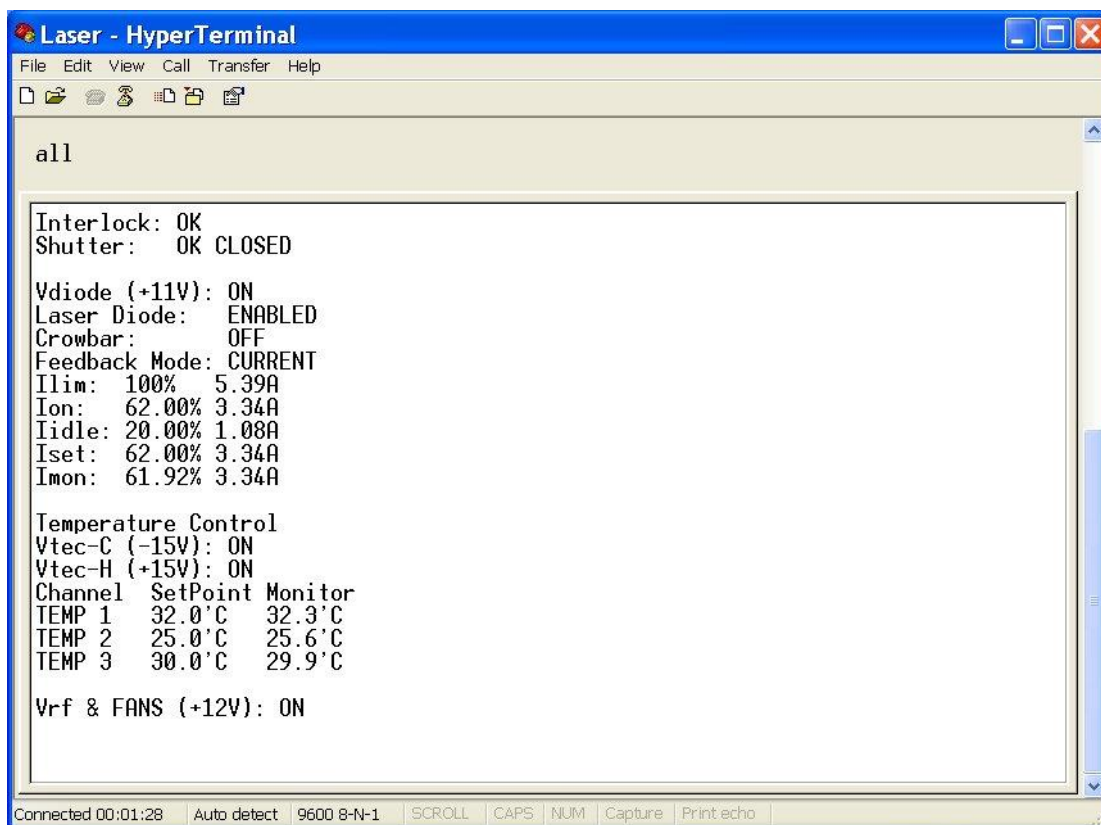 Laser - HyperTerminal
File Edit View Call Transfer Help
all
Interlock: OK
Shutter: OK CLOSED
Vdiode (+11V): ON
Laser Diode: ENABLED
Crowbar: OFF
Feedback Mode: CURRENT
Ilim: 100% 5.39A
Ion: 62.00% 3.34A
Iidle: 20.00% 1.08A
Iset: 62.00% 3.34A
Imon: 61.92% 3.34A
Temperature Control
Vtec-C (-15V): ON
Vtec-H (+15V): ON
Channel SetPoint Monitor
TEMP 1 32.0'C 32.3'C
TEMP 2 25.0'C 25.6'C
TEMP 3 30.0'C 29.9'C
Vrf & FANS (+12V): ON
Connected 00:01:28 Auto detect 9600 8-N-1 SCROLL CAPS NUM Capture Print echo